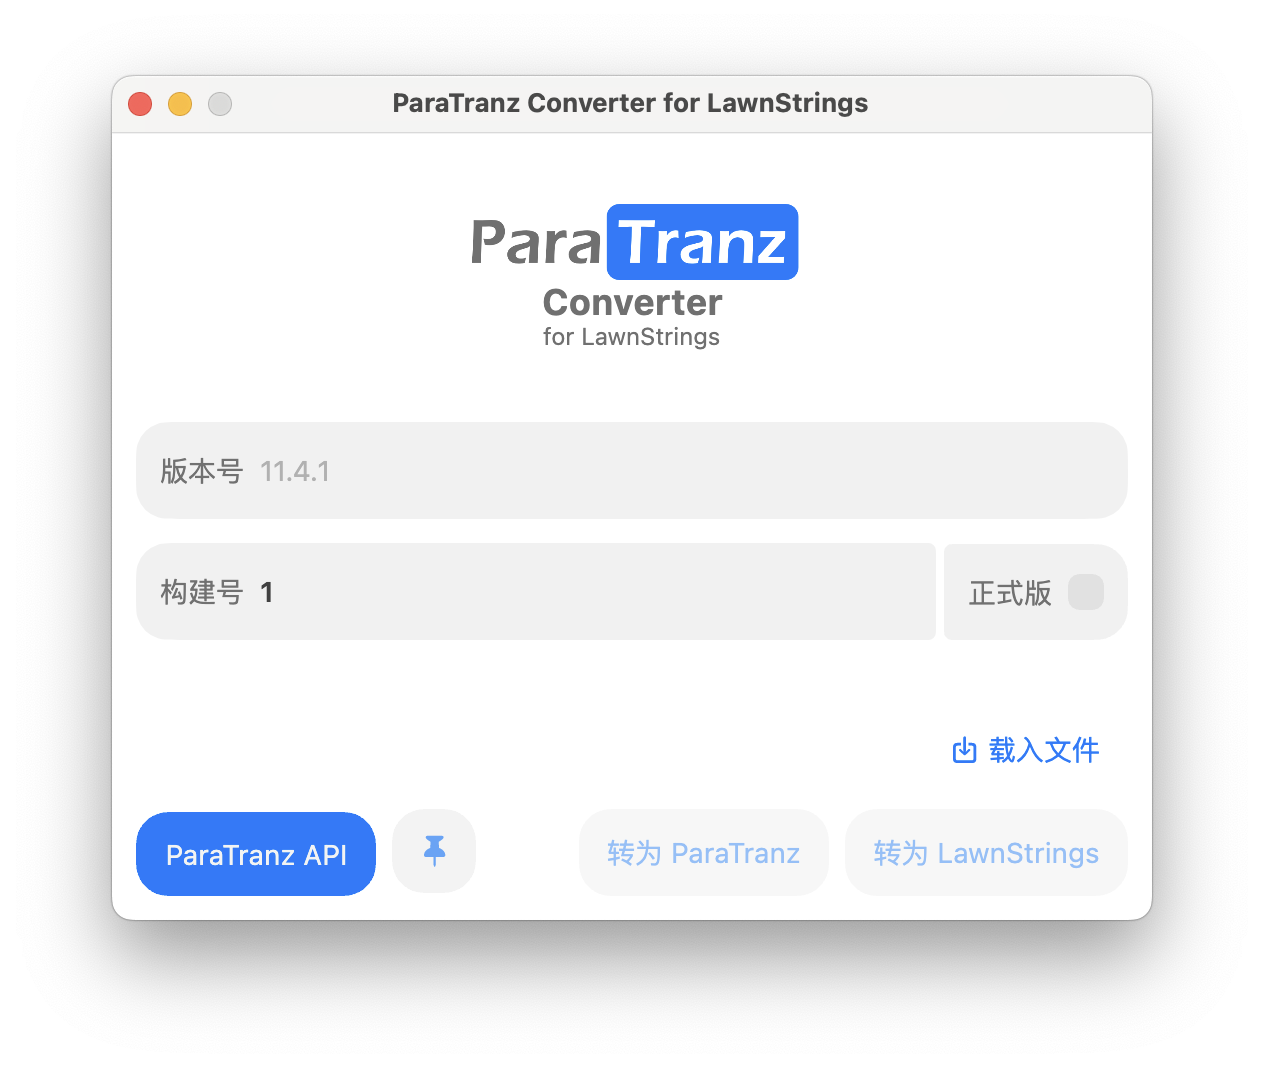 ParaTranz Converter for LawnStrings
ParaTranz
Converter
for LawnStrings
版本号 11.4.1
构建号 1 正式版
载入文件
ParaTranz API 转为 ParaTranz 转为 LawnStrings